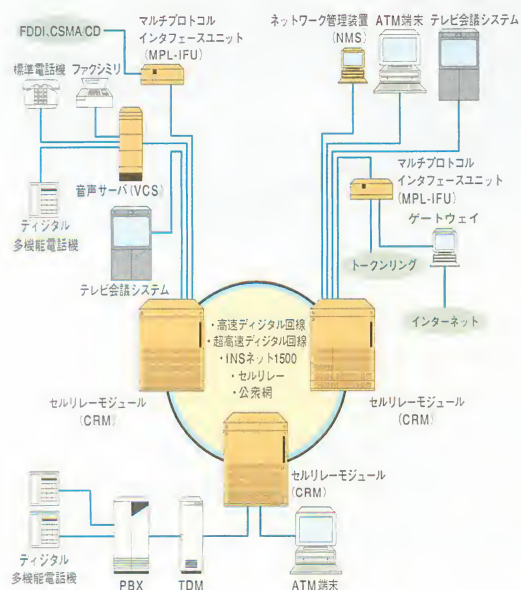 FDDI.CSMA/CD
マルチプロトコル
インタフェースユニット
(MPL-IFU)
標準電話機
ファクシミリ
音声サーバ(VCS)
ディジタル
多機能電話機
テレビ会議システム
ネットワーク管理装置
(NMS)
ATM端末
テレビ会議システム
マルチプロトコル
インタフェースユニット
(MPL-IFU)
ゲートウェイ
トークンリング
インターネット
・高速ディジタル回線
・超高速ディジタル回線
・INSネット1500
・セルリレー
・公衆網
セルリレーモジュール
(CRM)
セルリレーモジュール
(CRM)
セルリレーモジュール
(CRM)
ディジタル
多機能電話機
PBX
TDM
ATM端末